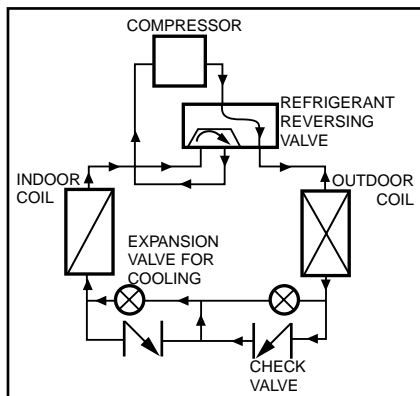 COMPRESSOR
REFRIGERANT
REVERSING
VALVE
INDOOR
COIL
OUTDOOR
COIL
EXPANSION
VALVE FOR
COOLING
CHECK
VALVE